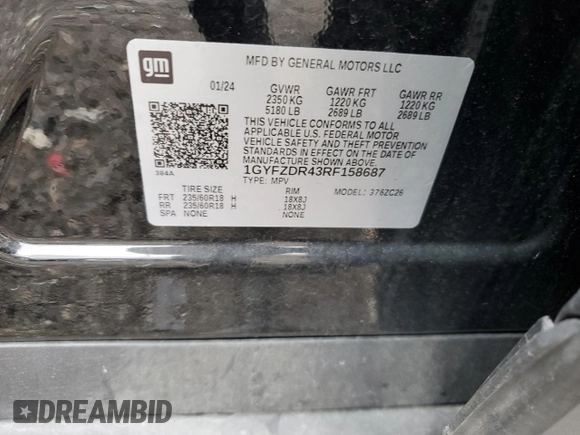 gm
MFD BY GENERAL MOTORS LLC
01/24 GVWR GAWR FRT GAWR RR
2350 KG 1220 KG 1220 KG
5180 LB 2689 LB 2689 LB
THIS VEHICLE CONFORMS TO ALL
APPLICABLE U.S. FEDERAL MOTOR
VEHICLE SAFETY AND THEFT PREVENTION
STANDARDS IN EFFECT ON THE DATE OF
MANUFACTURE SHOWN ABOVE.
384A
1GYFZDR43RF158687
TYPE: MPV MODEL: 376ZC26
TIRE SIZE RIM
FRT 235/60R18 H 18X8J
RR 235/60R18 H 18X8J
SPA NONE NONE
DREAMBID